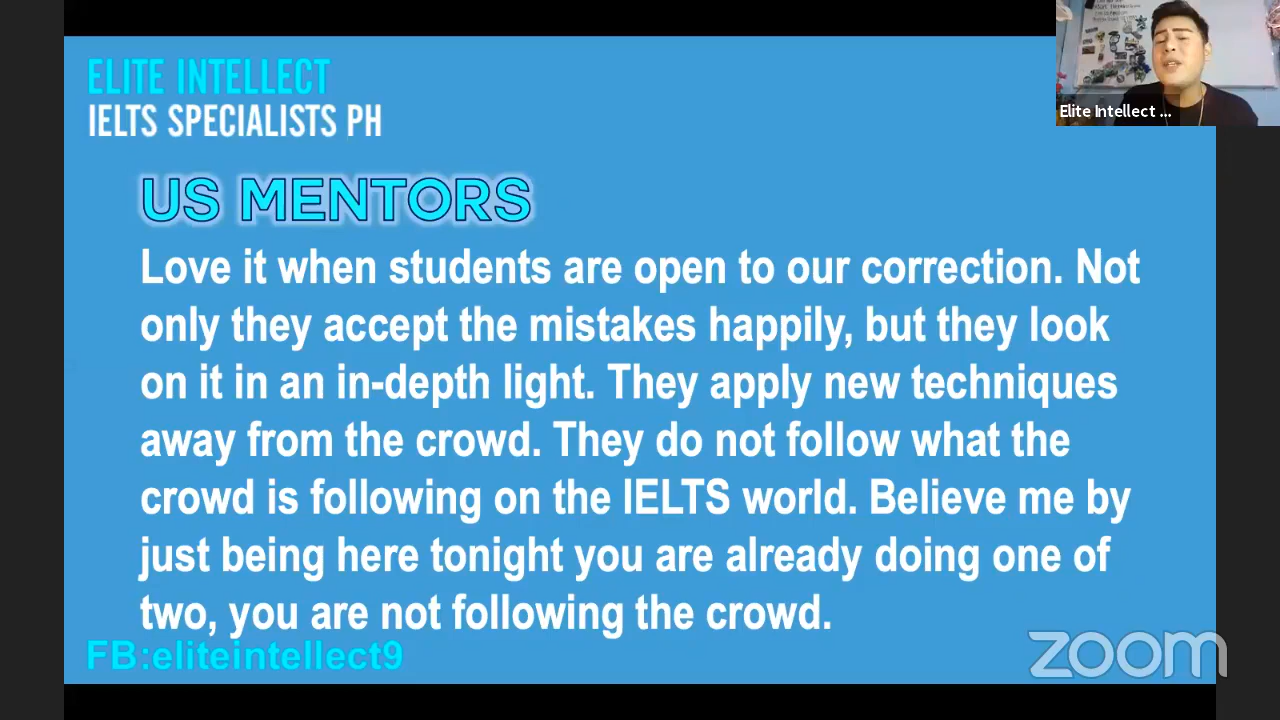 ELITE INTELLECT
IELTS SPECIALISTS PH
Elite Intellect ...
US MENTORS
Love it when students are open to our correction. Not
only they accept the mistakes happily, but they look
on it in an in-depth light. They apply new techniques
away from the crowd. They do not follow what the
crowd is following on the IELTS world. Believe me by
just being here tonight you are already doing one of
two, you are not following the crowd.
FB:eliteintellect9
zoom